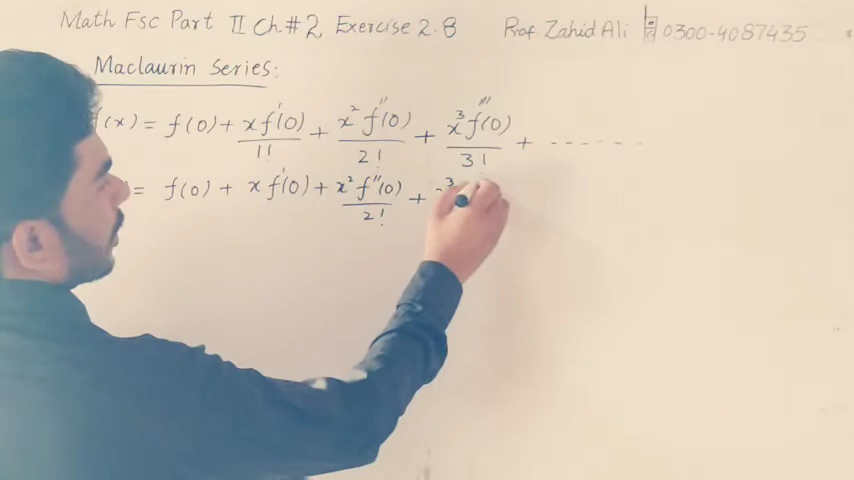 Math Fsc Part II Ch.#2 Exercise 2.8 Prof Zahid Ali 0300-4087435
Maclaurin Series:
f(x) = f(0) + xf'(0)/1! + x²f''(0)/2! + x³f'''(0)/3! + ------
= f(0) + xf'(0) + x²f''(0)/2! +